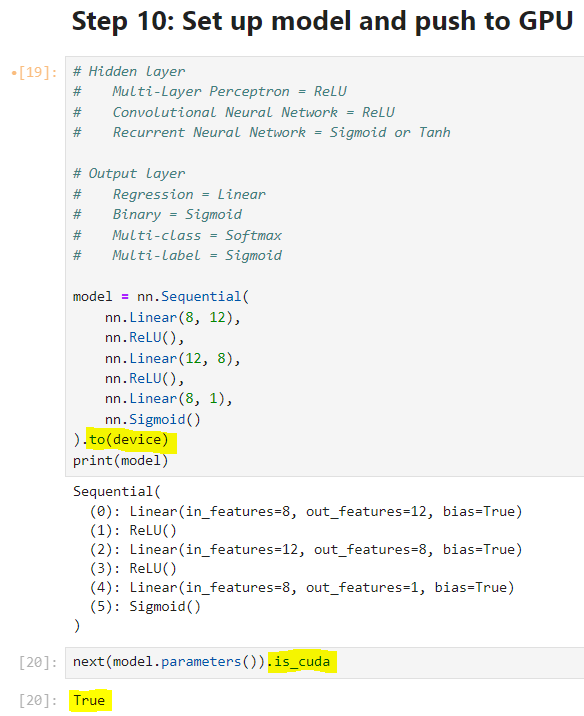 Step 10: Set up model and push to GPU
•[19]:
# Hidden layer
#    Multi-Layer Perceptron = ReLU
#    Convolutional Neural Network = ReLU
#    Recurrent Neural Network = Sigmoid or Tanh
# Output layer
#    Regression = Linear
#    Binary = Sigmoid
#    Multi-class = Softmax
#    Multi-label = Sigmoid
model = nn.Sequential(
    nn.Linear(8, 12),
    nn.ReLU(),
    nn.Linear(12, 8),
    nn.ReLU(),
    nn.Linear(8, 1),
    nn.Sigmoid()
).to(device)
print(model)
Sequential(
  (0): Linear(in_features=8, out_features=12, bias=True)
  (1): ReLU()
  (2): Linear(in_features=12, out_features=8, bias=True)
  (3): ReLU()
  (4): Linear(in_features=8, out_features=1, bias=True)
  (5): Sigmoid()
)
[20]: next(model.parameters()).is_cuda
[20]: True